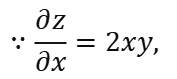 ∵ ∂z/∂x = 2xy,